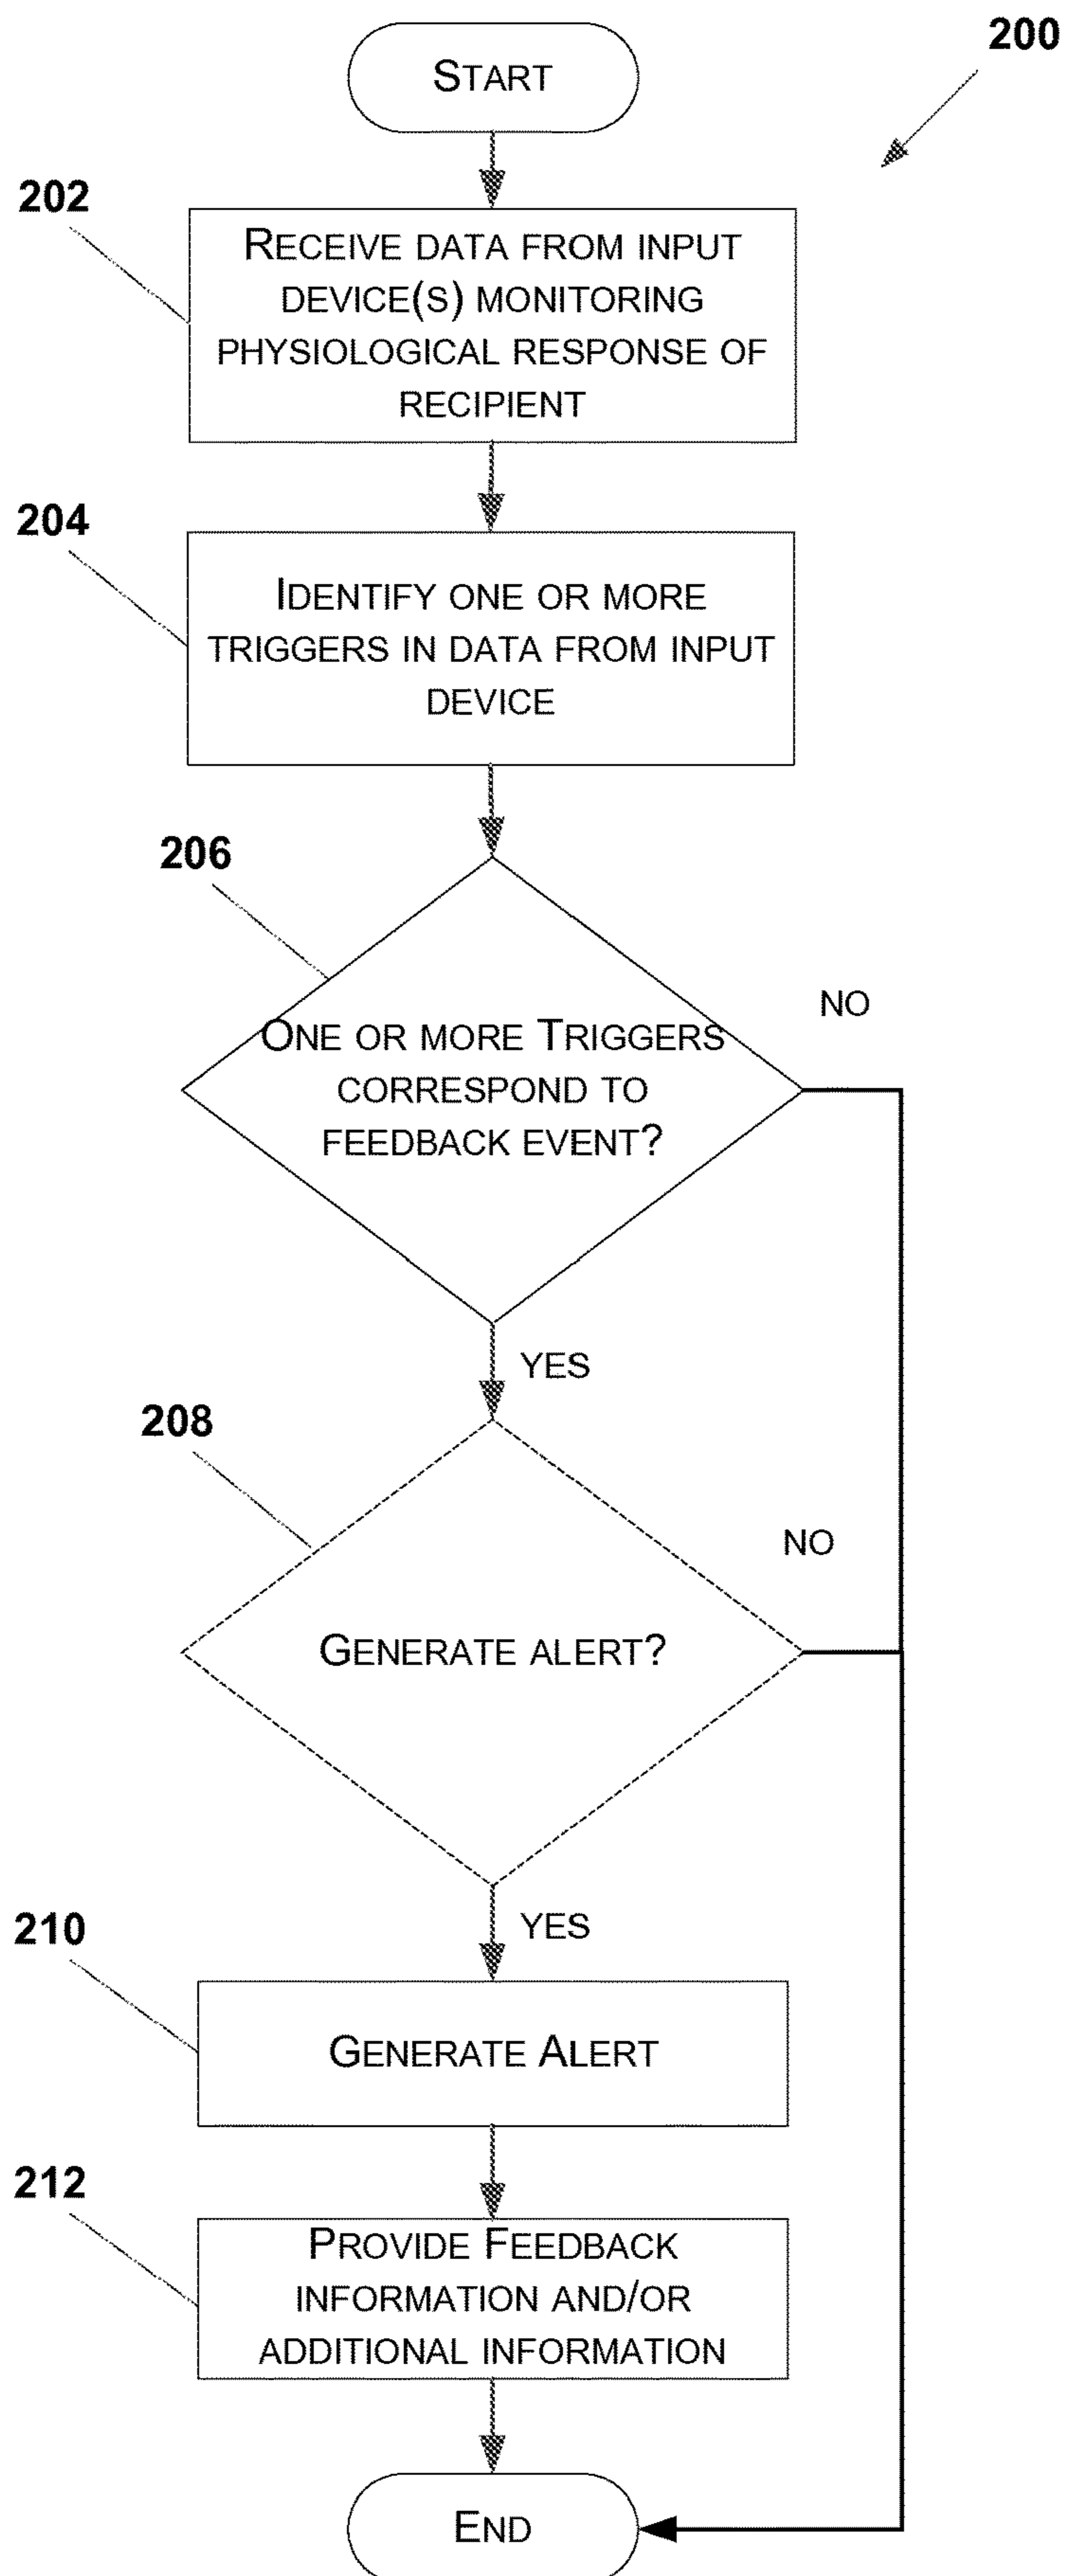 200
START
202
RECEIVE DATA FROM INPUT
DEVICE(S) MONITORING
PHYSIOLOGICAL RESPONSE OF
RECIPIENT
204
IDENTIFY ONE OR MORE
TRIGGERS IN DATA FROM INPUT
DEVICE
206
NO
ONE OR MORE TRIGGERS
CORRESPOND TO
FEEDBACK EVENT?
YES
208
NO
GENERATE ALERT?
YES
210
GENERATE ALERT
212
PROVIDE FEEDBACK
INFORMATION AND/OR
ADDITIONAL INFORMATION
END